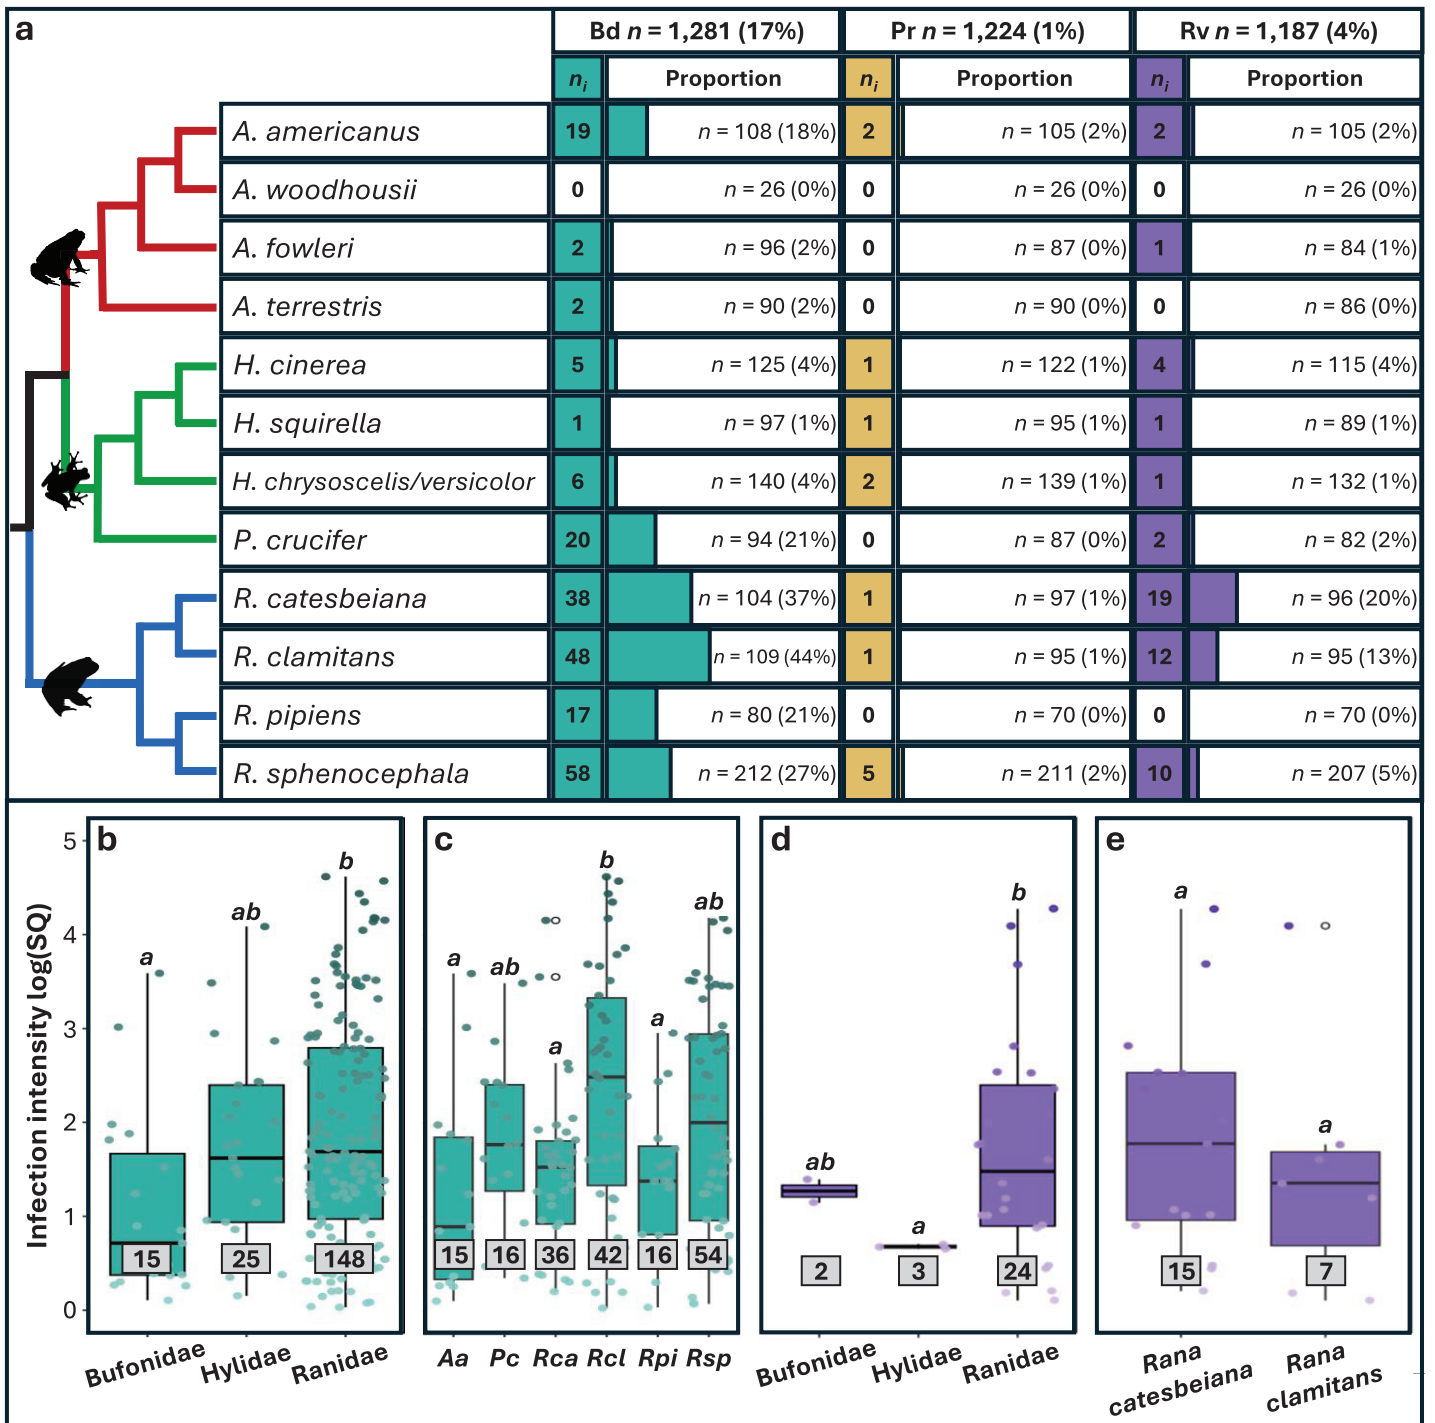 a
Bd n = 1,281 (17%) Pr n = 1,224 (1%) Rv n = 1,187 (4%)
ni Proportion ni Proportion ni Proportion
A. americanus 19 n = 108 (18%) 2 n = 105 (2%) 2 n = 105 (2%)
A. woodhousii 0 n = 26 (0%) 0 n = 26 (0%) 0 n = 26 (0%)
A. fowleri 2 n = 96 (2%) 0 n = 87 (0%) 1 n = 84 (1%)
A. terrestris 2 n = 90 (2%) 0 n = 90 (0%) 0 n = 86 (0%)
H. cinerea 5 n = 125 (4%) 1 n = 122 (1%) 4 n = 115 (4%)
H. squirella 1 n = 97 (1%) 1 n = 95 (1%) 1 n = 89 (1%)
H. chrysoscelis/versicolor 6 n = 140 (4%) 2 n = 139 (1%) 1 n = 132 (1%)
P. crucifer 20 n = 94 (21%) 0 n = 87 (0%) 2 n = 82 (2%)
R. catesbeiana 38 n = 104 (37%) 1 n = 97 (1%) 19 n = 96 (20%)
R. clamitans 48 n = 109 (44%) 1 n = 95 (1%) 12 n = 95 (13%)
R. pipiens 17 n = 80 (21%) 0 n = 70 (0%) 0 n = 70 (0%)
R. sphenocephala 58 n = 212 (27%) 5 n = 211 (2%) 10 n = 207 (5%)
Infection intensity log(SQ)
5
4
3
2
1
0
b
a ab b
15 25 148
Bufonidae Hylidae Ranidae
c
a ab a b a ab
15 16 36 42 16 54
Aa Pc Rca Rcl Rpi Rsp
d
ab a b
2 3 24
Bufonidae Hylidae Ranidae
e
a a
15 7
Rana catesbeiana
Rana clamitans